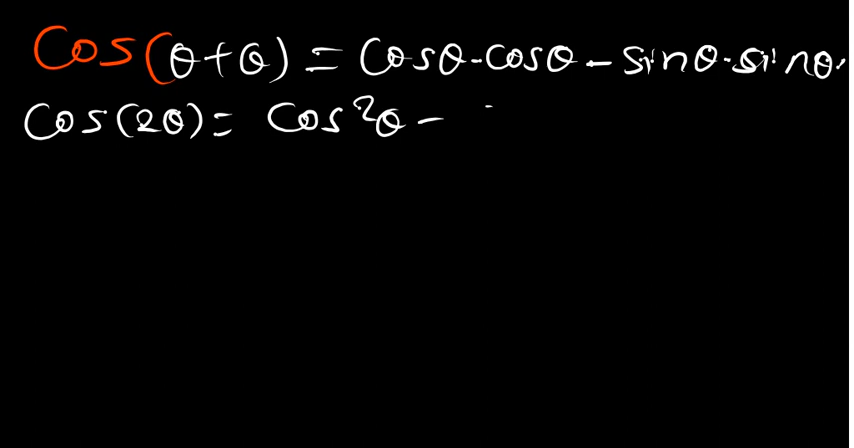 Cos(θ+θ) = Cosθ·cosθ - sinθ·sinθ.
Cos(2θ) = Cos²θ -